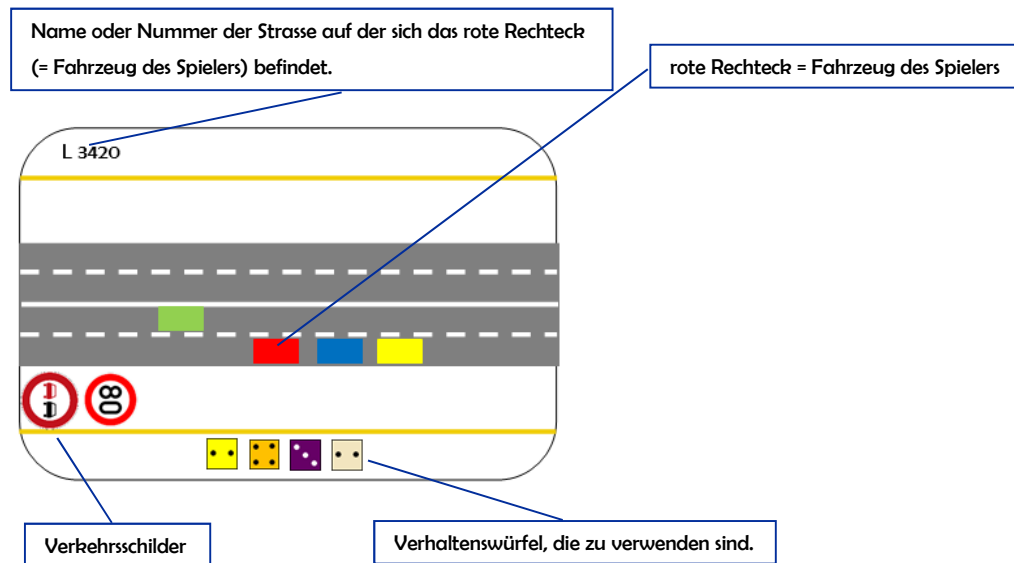 Name oder Nummer der Strasse auf der sich das rote Rechteck
(= Fahrzeug des Spielers) befindet.
rote Rechteck = Fahrzeug des Spielers
L 3420
80
Verkehrsschilder
Verhaltenswürfel, die zu verwenden sind.